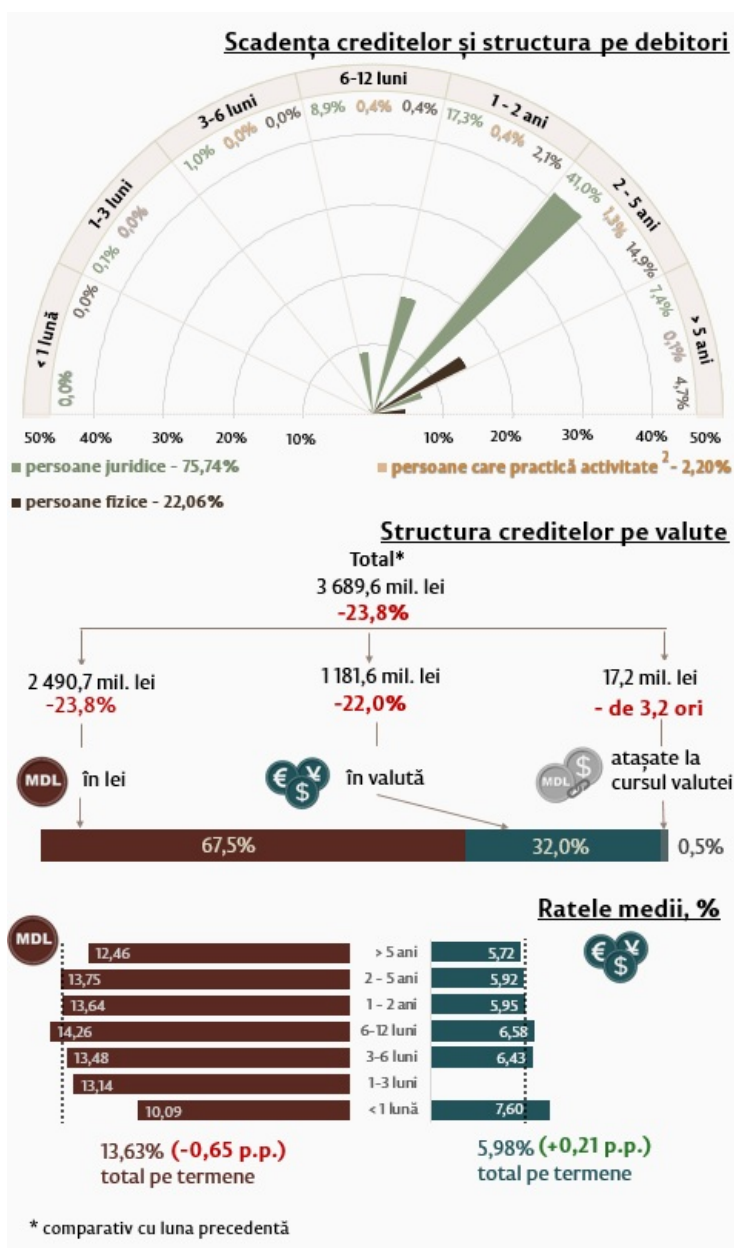 Scadența creditelor și structura pe debitori
< 1 lună
0,0%
1-3 luni
0,0% 0,1% 0,0%
3-6 luni
1,0% 0,0% 0,0%
6-12 luni
8,9% 0,4% 0,4%
1 - 2 ani
17,3% 0,4% 2,1%
2 - 5 ani
41,0% 1,3% 14,9%
> 5 ani
7,4% 0,1% 4,7%
50% 40% 30% 20% 10% 10% 20% 30% 40% 50%
persoane juridice - 75,74%
persoane care practică activitate 2 - 2,20%
persoane fizice - 22,06%
Structura creditelor pe valute
Total*
3 689,6 mil. lei
-23,8%
2 490,7 mil. lei
-23,8%
1 181,6 mil. lei
-22,0%
17,2 mil. lei
- de 3,2 ori
MDL în lei
€ ¥ $ în valută
MDL $ atașate la
cursul valutei
67,5% 32,0% 0,5%
Ratele medii, %
MDL
€ ¥ $
12,46 > 5 ani 5,72
13,75 2 - 5 ani 5,92
13,64 1 - 2 ani 5,95
14,26 6-12 luni 6,58
13,48 3-6 luni 6,43
13,14 1-3 luni
10,09 < 1 lună 7,60
13,63% (-0,65 p.p.)
total pe termene
5,98% (+0,21 p.p.)
total pe termene
* comparativ cu luna precedentă